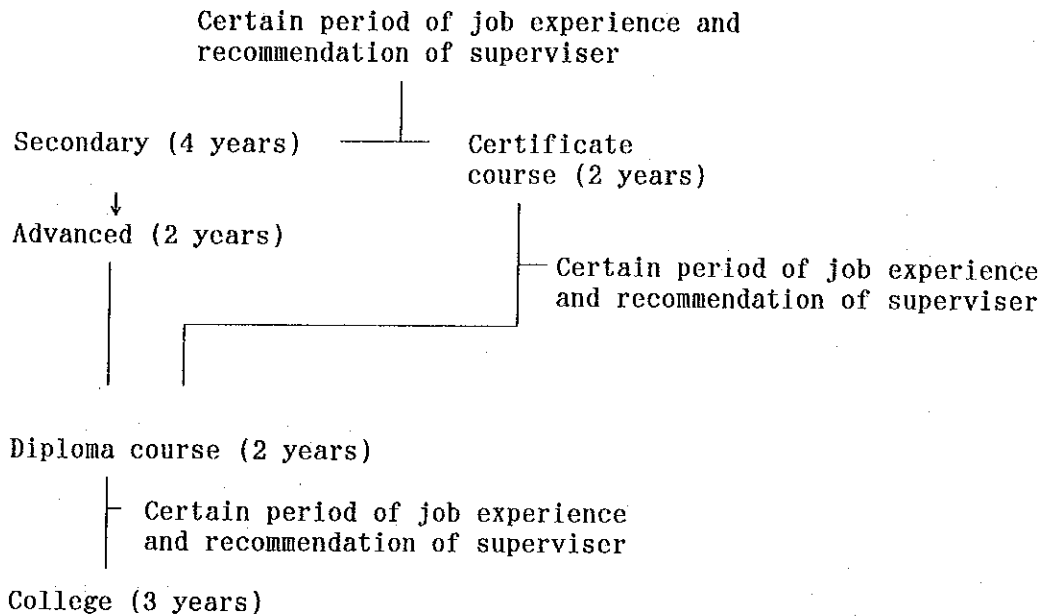 Certain period of job experience and
recommendation of superviser
Secondary (4 years)
Certificate
course (2 years)
Advanced (2 years)
Certain period of job experience
and recommendation of superviser
Diploma course (2 years)
Certain period of job experience
and recommendation of superviser
College (3 years)